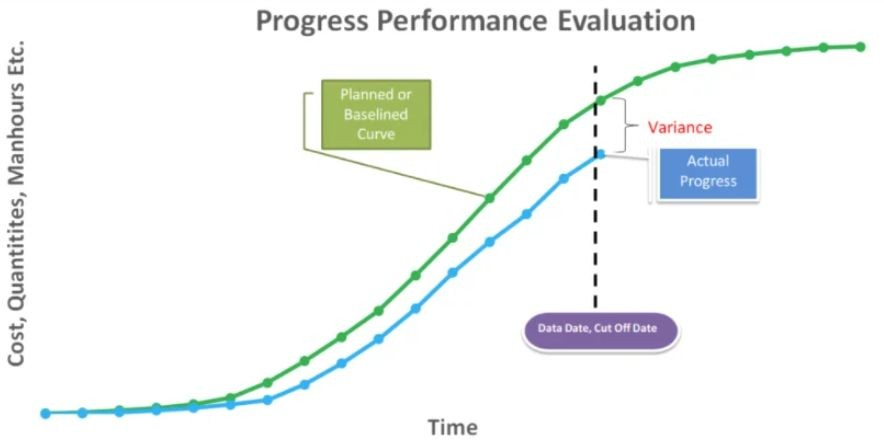 Progress Performance Evaluation
Cost, Quantitites, Manhours Etc.
Planned or
Baselined
Curve
Variance
Actual
Progress
Data Date, Cut Off Date
Time